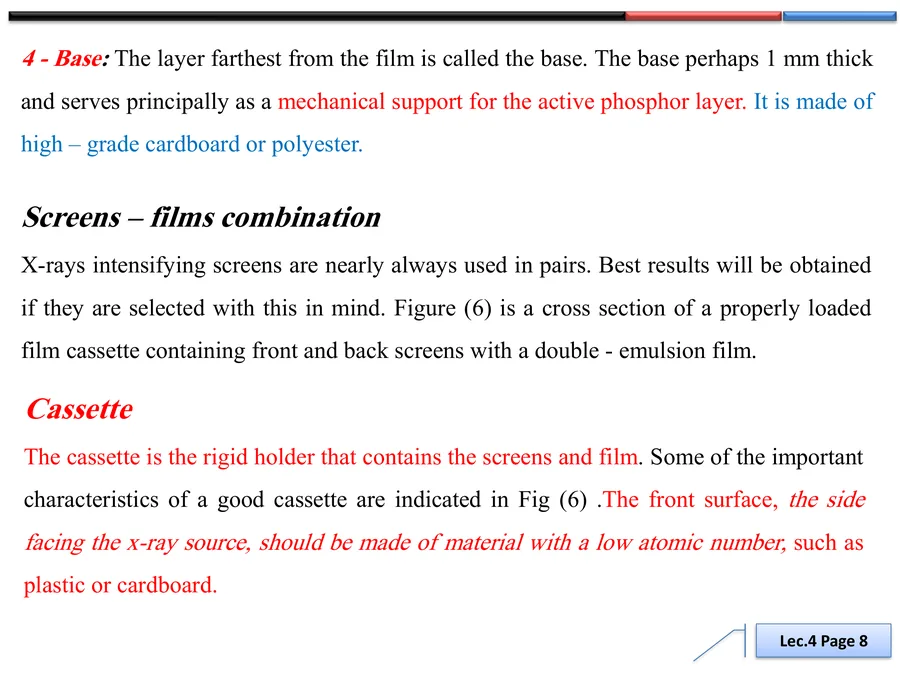 4 - Base: The layer farthest from the film is called the base. The base perhaps 1 mm thick
and serves principally as a mechanical support for the active phosphor layer. It is made of
high – grade cardboard or polyester.
Screens – films combination
X-rays intensifying screens are nearly always used in pairs. Best results will be obtained
if they are selected with this in mind. Figure (6) is a cross section of a properly loaded
film cassette containing front and back screens with a double - emulsion film.
Cassette
The cassette is the rigid holder that contains the screens and film. Some of the important
characteristics of a good cassette are indicated in Fig (6) .The front surface, the side
facing the x-ray source, should be made of material with a low atomic number, such as
plastic or cardboard.
Lec.4 Page 8